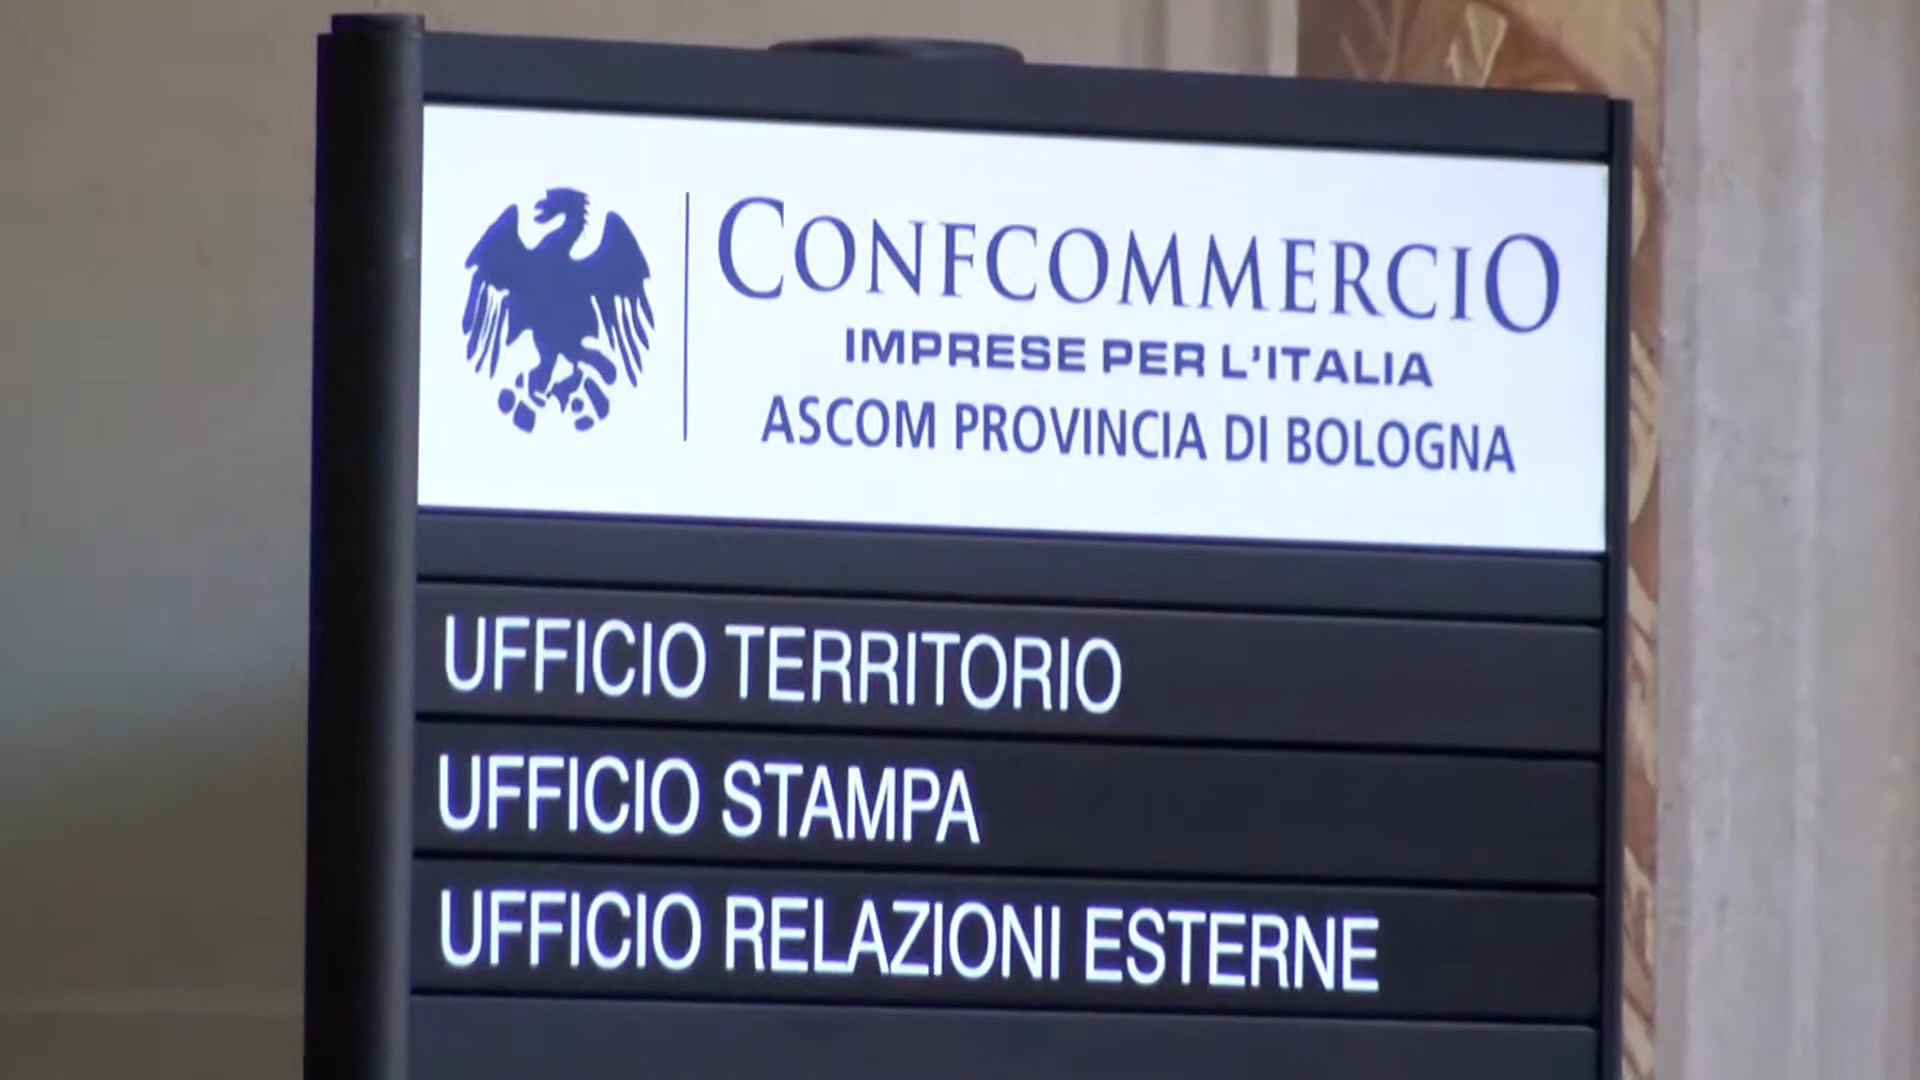 CONFCOMMERCIO
IMPRESE PER L'ITALIA
ASCOM PROVINCIA DI BOLOGNA
UFFICIO TERRITORIO
UFFICIO STAMPA
UFFICIO RELAZIONI ESTERNE